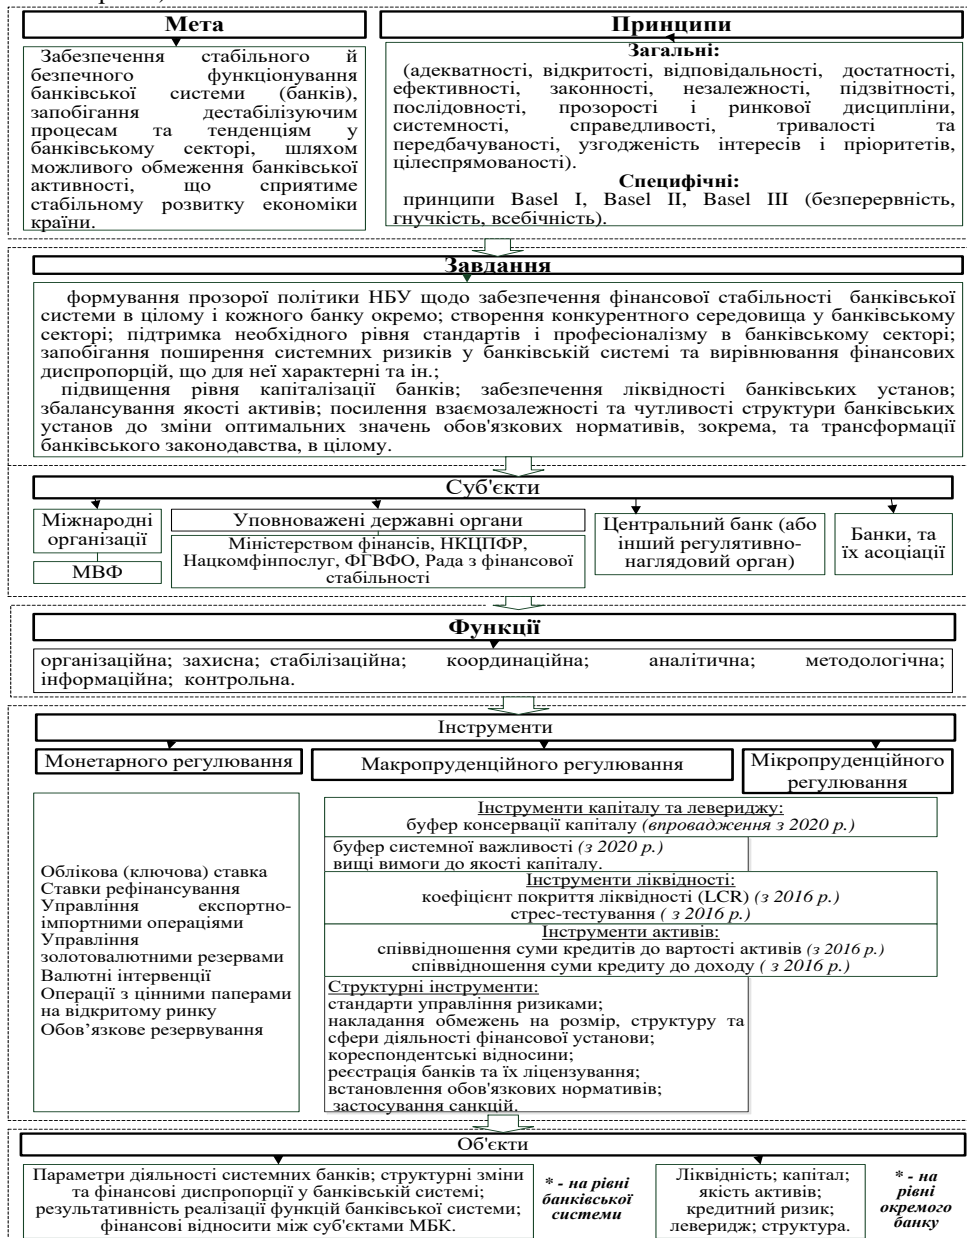 Мета
Забезпечення стабільного й
безпечного функціонування
банківської системи (банків),
запобігання дестабілізуючим
процесам та тенденціям у
банківському секторі, шляхом
можливого обмеження банківської
активності, що сприятиме
стабільному розвитку економіки
країни.
Принципи
Загальні:
(адекватності, відкритості, відповідальності, достатності,
ефективності, законності, незалежності, підзвітності,
послідовності, прозорості і ринкової дисципліни,
системності, справедливості, тривалості та
передбачуваності, узгодженість інтересів і пріоритетів,
цілеспрямованості).
Специфічні:
принципи Basel I, Basel II, Basel III (безперервність,
гнучкість, всебічність).
Завдання
формування прозорої політики НБУ щодо забезпечення фінансової стабільності банківської
системи в цілому і кожного банку окремо; створення конкурентного середовища у банківському
секторі; підтримка необхідного рівня стандартів і професіоналізму в банківському секторі;
запобігання поширення системних ризиків у банківській системі та вирівнювання фінансових
диспропорцій, що для неї характерні та ін.;
підвищення рівня капіталізації банків; забезпечення ліквідності банківських установ;
збалансування якості активів; посилення взаємозалежності та чутливості структури банківських
установ до зміни оптимальних значень обов'язкових нормативів, зокрема, та трансформації
банківського законодавства, в цілому.
Суб'єкти
Міжнародні
організації
МВФ
Уповноважені державні органи
Міністерством фінансів, НКЦПФР,
Нацкомфінпослуг, ФГВФО, Рада з фінансової
стабільності
Центральний банк (або
інший регулятивно-
наглядовий орган)
Банки, та
їх асоціації
Функції
організаційна; захисна; стабілізаційна; координаційна; аналітична; методологічна;
інформаційна; контрольна.
Інструменти
Монетарного регулювання
Макропруденційного регулювання
Мікропруденційного
регулювання
Облікова (ключова) ставка
Ставки рефінансування
Управління експортно-
імпортними операціями
Управління
золотовалютними резервами
Валютні інтервенції
Операції з цінними паперами
на відкритому ринку
Обов’язкове резервування
Інструменти капіталу та левериджу:
буфер консервації капіталу (впровадження з 2020 р.)
буфер системної важливості (з 2020 р.)
вищі вимоги до якості капіталу.
Інструменти ліквідності:
коефіцієнт покриття ліквідності (LCR) (з 2016 р.)
стрес-тестування ( з 2016 р.)
Інструменти активів:
співвідношення суми кредитів до вартості активів (з 2016 р.)
співвідношення суми кредиту до доходу ( з 2016 р.)
Структурні інструменти:
стандарти управління ризиками;
накладання обмежень на розмір, структуру та
сфери діяльності фінансової установи;
кореспондентські відносини;
реєстрація банків та їх ліцензування;
встановлення обов'язкових нормативів;
застосування санкцій.
Об'єкти
Параметри діяльності системних банків; структурні зміни
та фінансові диспропорції у банківській системі;
результативність реалізації функцій банківської системи;
фінансові відносити між суб'єктами МБК.
* - на рівні
банківської
системи
Ліквідність; капітал;
якість активів;
кредитний ризик;
леверидж; структура.
* - на
рівні
окремого
банку